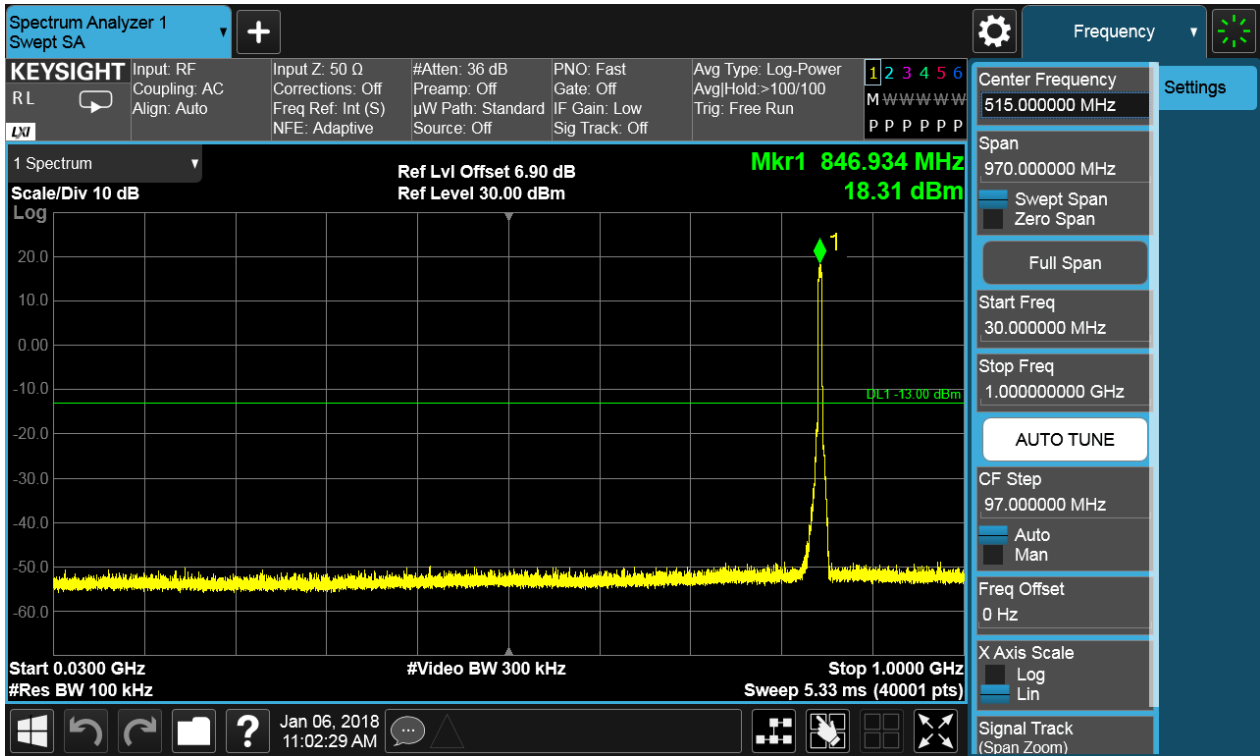 Spectrum Analyzer 1
Swept SA
+
Frequency
KEYSIGHT
RL
LXI
Input: RF
Coupling: AC
Align: Auto
Input Z: 50 Ω
Corrections: Off
Freq Ref: Int (S)
NFE: Adaptive
#Atten: 36 dB
Preamp: Off
µW Path: Standard
Source: Off
PNO: Fast
Gate: Off
IF Gain: Low
Sig Track: Off
Avg Type: Log-Power
Avg|Hold:>100/100
Trig: Free Run
1 2 3 4 5 6
M W W W W W
P P P P P P
1 Spectrum
Scale/Div 10 dB
Log
Ref Lvl Offset 6.90 dB
Ref Level 30.00 dBm
Mkr1 846.934 MHz
18.31 dBm
1
20.0
10.0
0.00
-10.0
DL1 -13.00 dBm
-20.0
-30.0
-40.0
-50.0
-60.0
Start 0.0300 GHz
#Res BW 100 kHz
#Video BW 300 kHz
Stop 1.0000 GHz
Sweep 5.33 ms (40001 pts)
Center Frequency
515.000000 MHz
Span
970.000000 MHz
Swept Span
Zero Span
Full Span
Start Freq
30.000000 MHz
Stop Freq
1.000000000 GHz
AUTO TUNE
CF Step
97.000000 MHz
Auto
Man
Freq Offset
0 Hz
X Axis Scale
Log
Lin
Signal Track
(Span Zoom)
Settings
?
Jan 06, 2018
11:02:29 AM